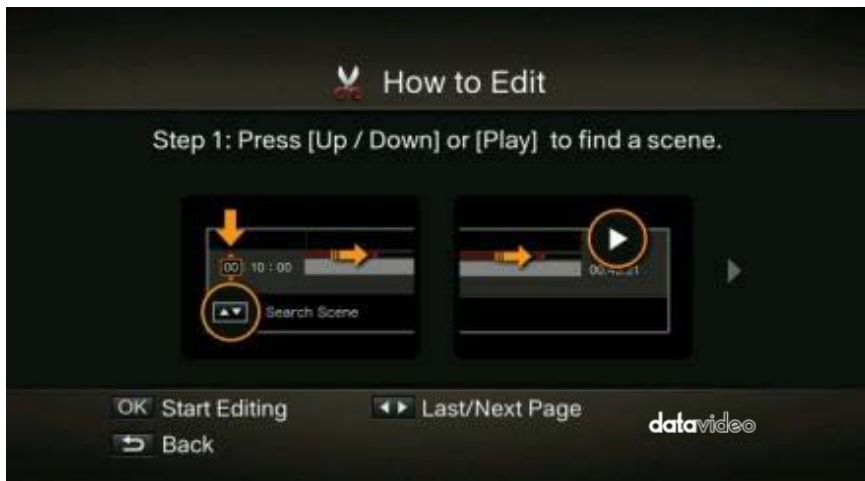 How to Edit
Step 1: Press [Up / Down] or [Play] to find a scene.
00 10 : 00
Search Scene
OK Start Editing
Last/Next Page
Back
datavideo